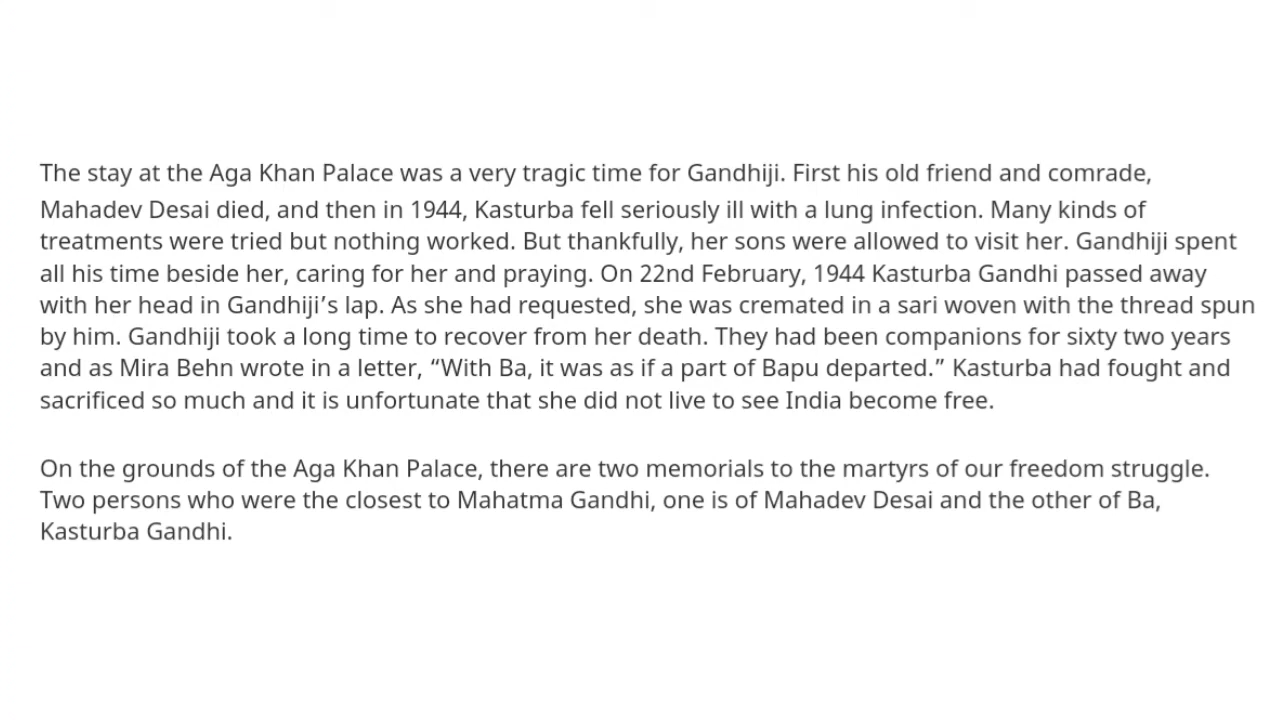 The stay at the Aga Khan Palace was a very tragic time for Gandhiji. First his old friend and comrade,
Mahadev Desai died, and then in 1944, Kasturba fell seriously ill with a lung infection. Many kinds of
treatments were tried but nothing worked. But thankfully, her sons were allowed to visit her. Gandhiji spent
all his time beside her, caring for her and praying. On 22nd February, 1944 Kasturba Gandhi passed away
with her head in Gandhiji’s lap. As she had requested, she was cremated in a sari woven with the thread spun
by him. Gandhiji took a long time to recover from her death. They had been companions for sixty two years
and as Mira Behn wrote in a letter, “With Ba, it was as if a part of Bapu departed.” Kasturba had fought and
sacrificed so much and it is unfortunate that she did not live to see India become free.
On the grounds of the Aga Khan Palace, there are two memorials to the martyrs of our freedom struggle.
Two persons who were the closest to Mahatma Gandhi, one is of Mahadev Desai and the other of Ba,
Kasturba Gandhi.